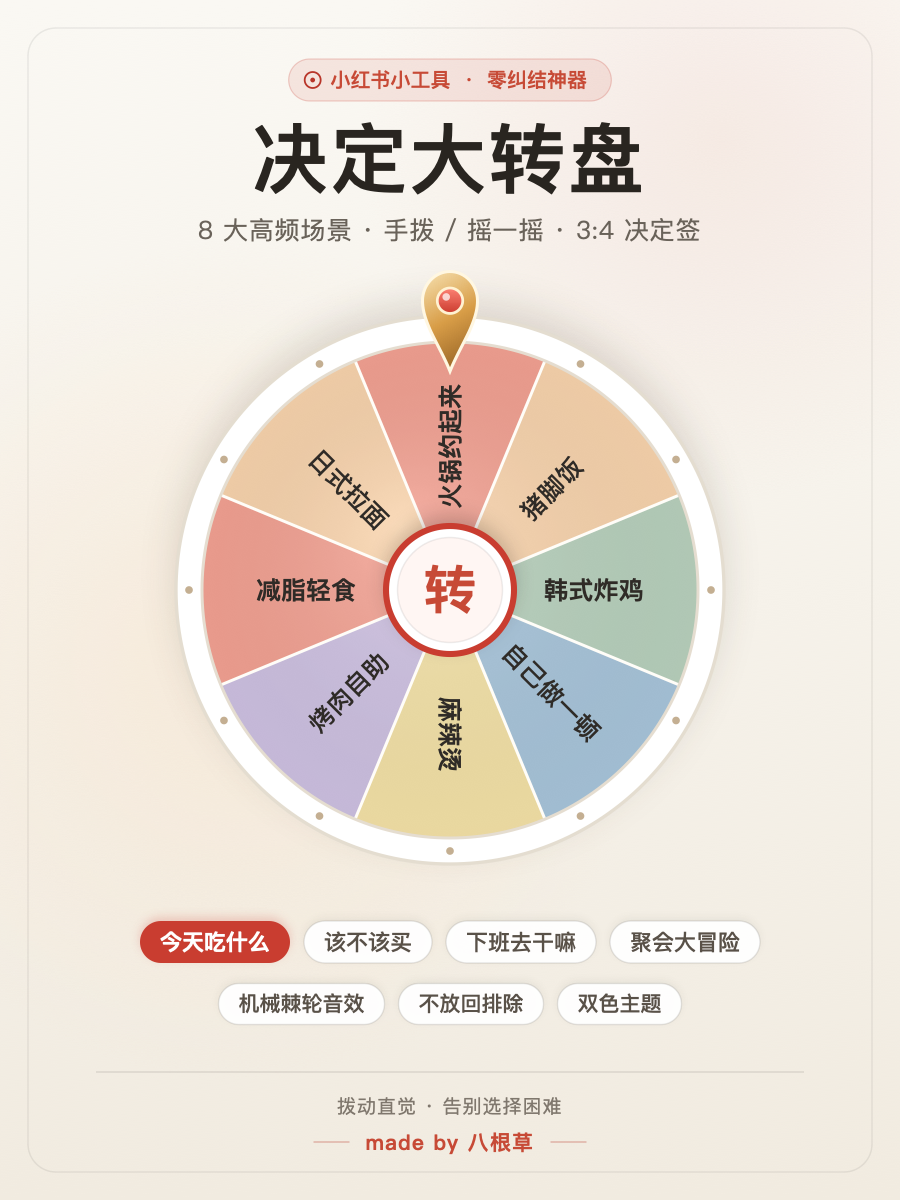 小红书小工具 · 零纠结神器
决定大转盘
8 大高频场景 · 手拨 / 摇一摇 · 3:4 决定签
火锅约起来
猪脚饭
韩式炸鸡
自己做一顿
麻辣烫
烤肉自助
减脂轻食
日式拉面
转
今天吃什么
该不该买
下班去干嘛
聚会大冒险
机械棘轮音效
不放回排除
双色主题
拨动直觉 · 告别选择困难
made by 八根草